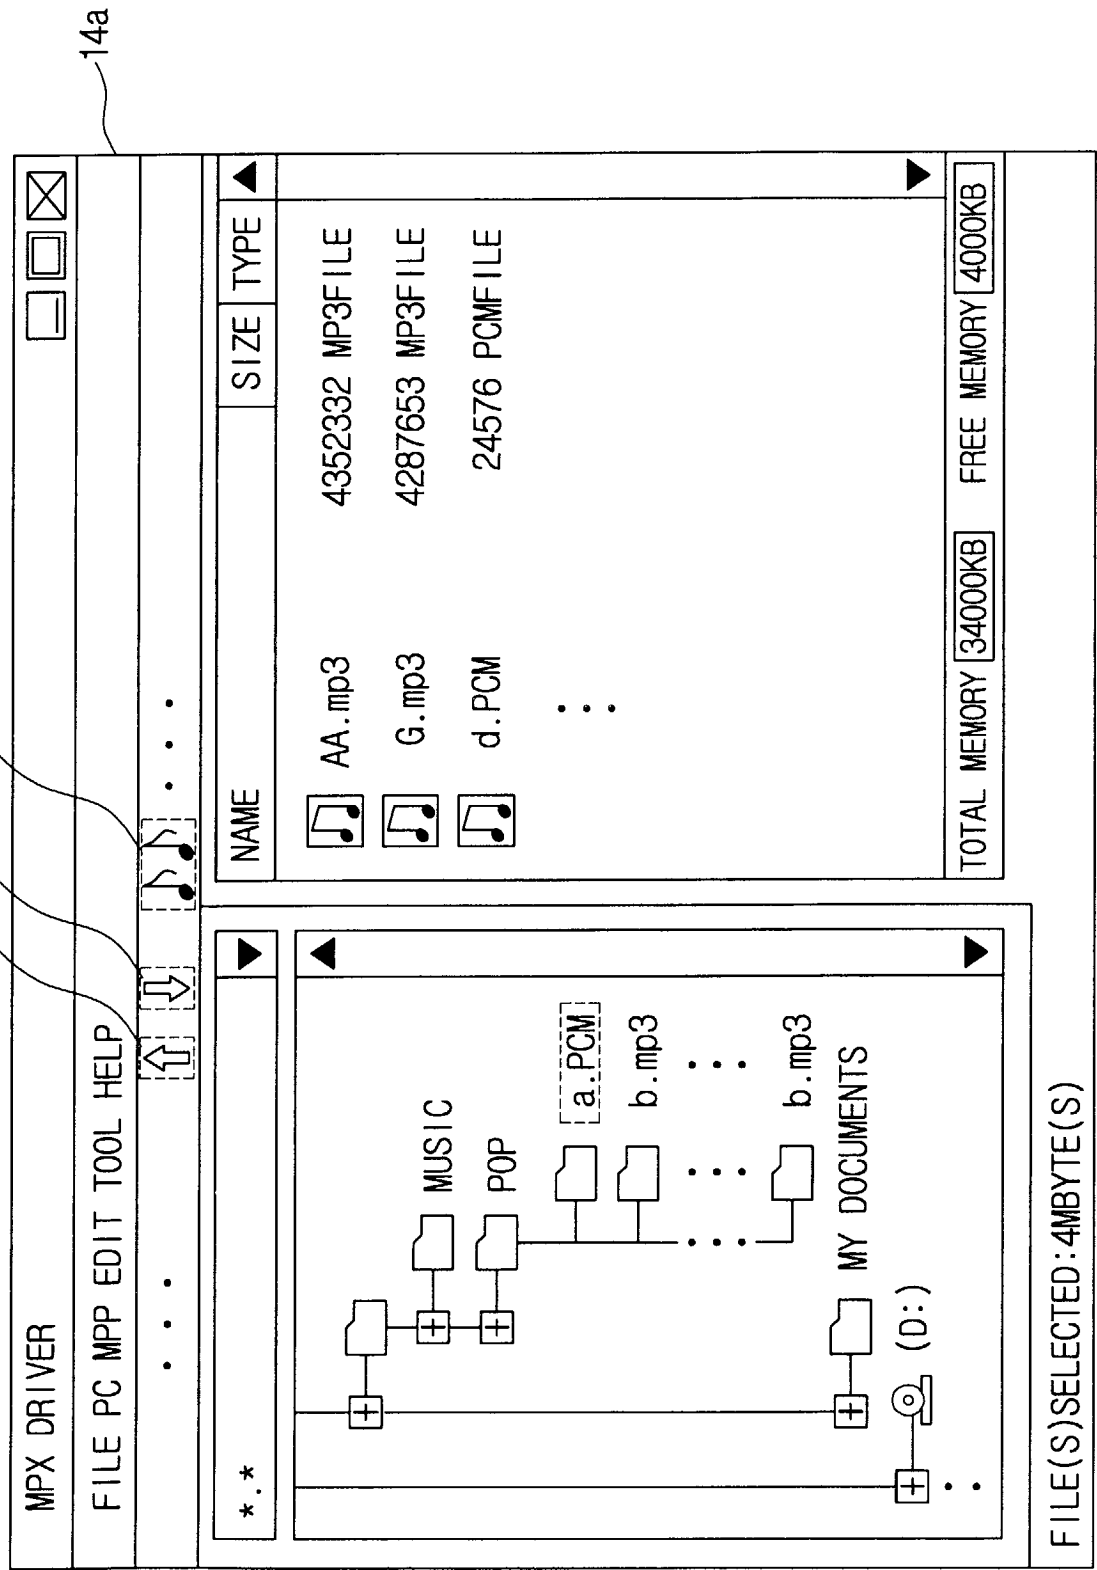 14a
MPX DRIVER
FILE PC MPP EDIT TOOL HELP
*.*
MUSIC
POP
a.PCM
b.mp3
b.mp3
MY DOCUMENTS
(D:)
NAME SIZE TYPE
AA.mp3 4352332 MP3FILE
G.mp3 4287653 MP3FILE
d.PCM 24576 PCMFILE
TOTAL MEMORY 34000KB FREE MEMORY 4000KB
FILE(S)SELECTED:4MBYTE(S)